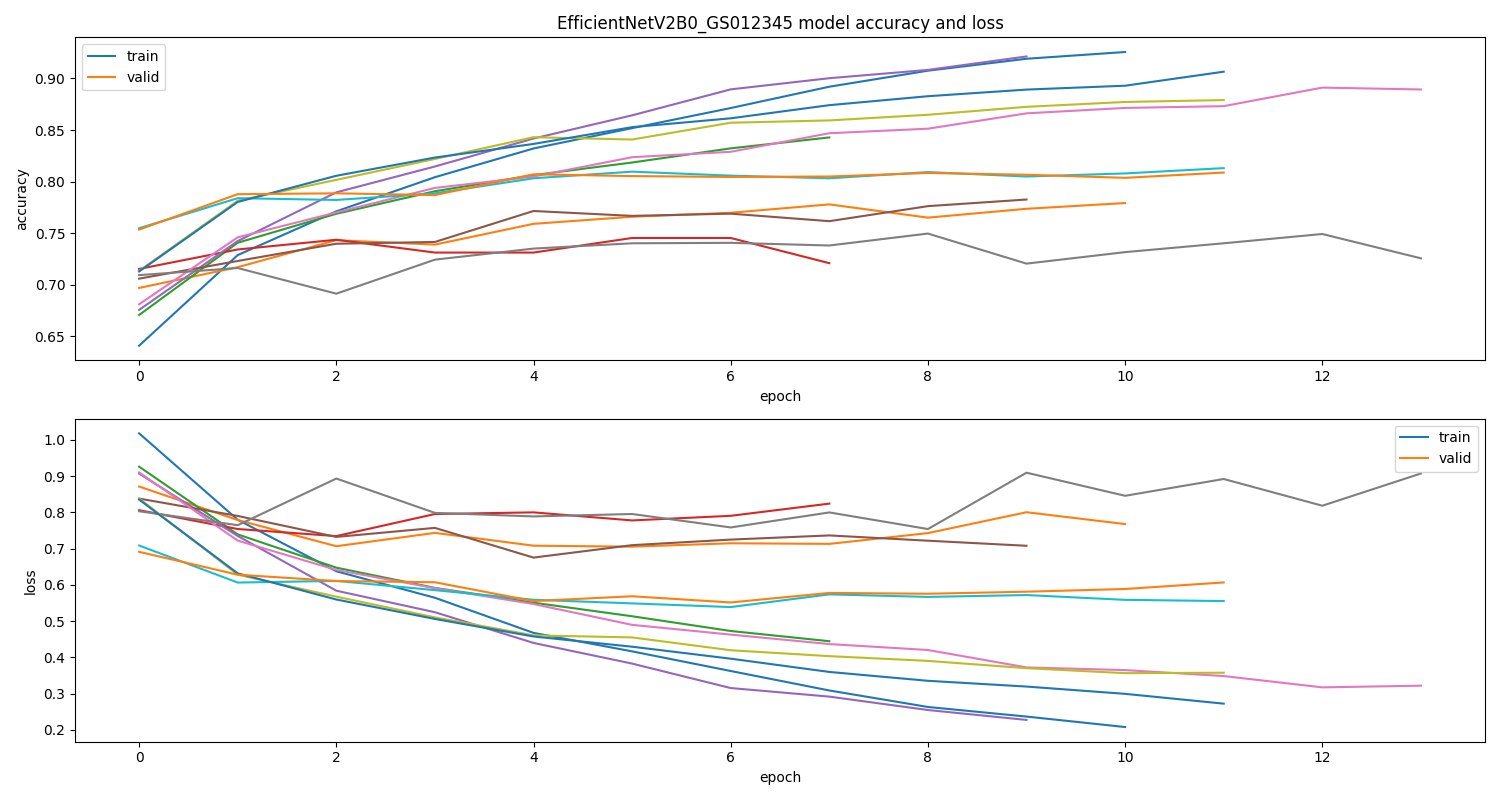 EfficientNetV2B0_GS012345 model accuracy and loss
train
valid
0.90
0.85
0.80
0.75
0.70
0.65
accuracy
0 2 4 6 8 10 12
epoch
train
valid
1.0
0.9
0.8
0.7
0.6
0.5
0.4
0.3
0.2
loss
0 2 4 6 8 10 12
epoch